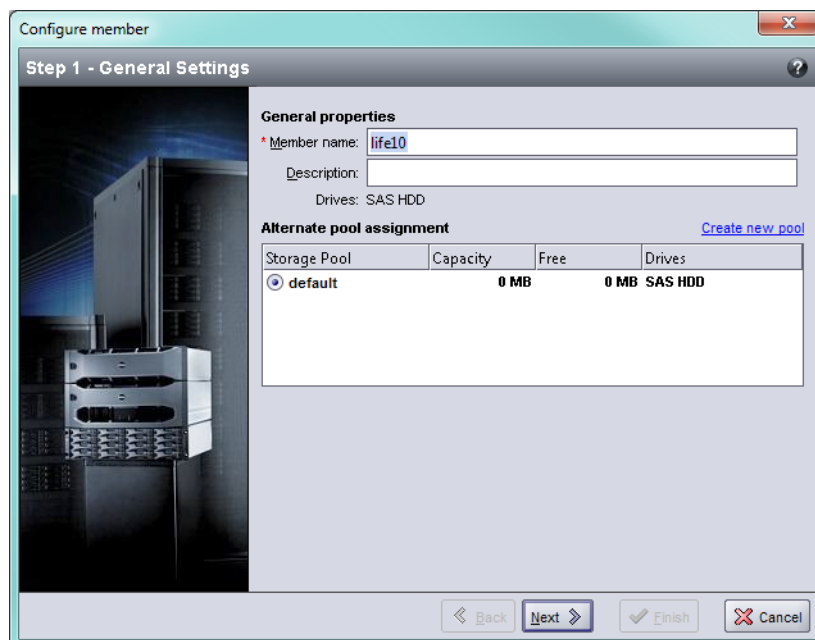 Configure member
Step 1 - General Settings
General properties
* Member name: life10
Description:
Drives: SAS HDD
Alternate pool assignment Create new pool
Storage Pool Capacity Free Drives
default 0 MB 0 MB SAS HDD
Back Next Finish Cancel